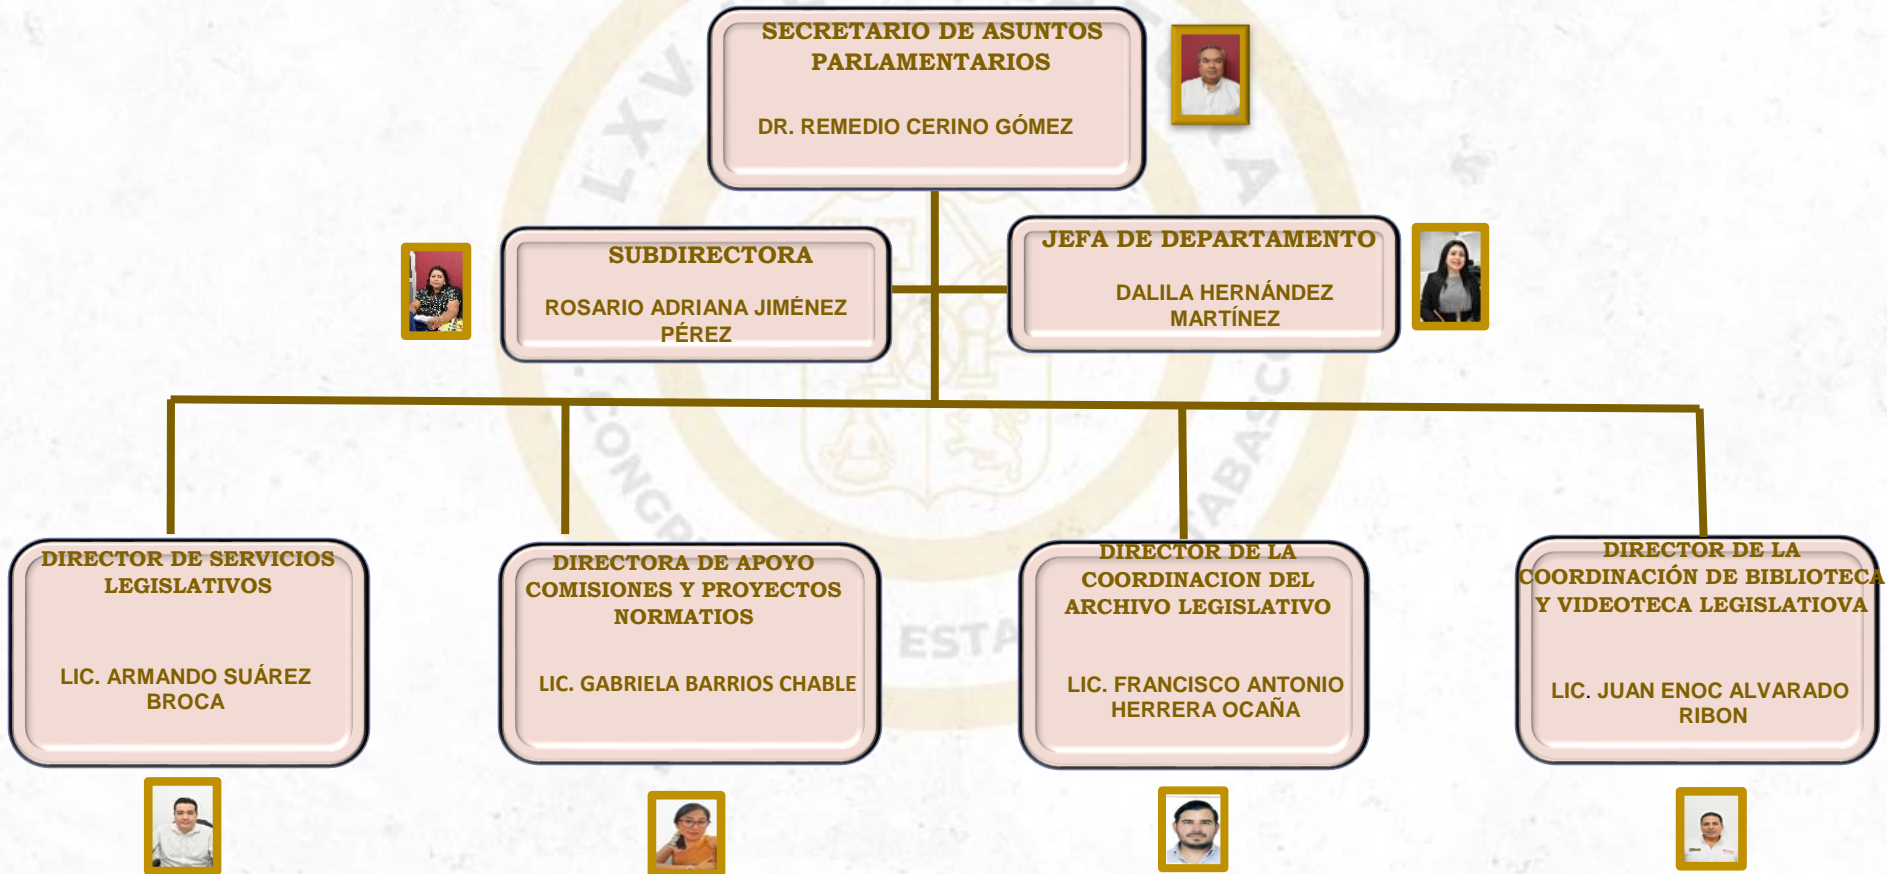 SECRETARIO DE ASUNTOS
PARLAMENTARIOS
DR. REMEDIO CERINO GÓMEZ
SUBDIRECTORA
ROSARIO ADRIANA JIMÉNEZ
PÉREZ
JEFA DE DEPARTAMENTO
DALILA HERNÁNDEZ
MARTÍNEZ
DIRECTOR DE SERVICIOS
LEGISLATIVOS
LIC. ARMANDO SUÁREZ
BROCA
DIRECTORA DE APOYO
COMISIONES Y PROYECTOS
NORMATIOS
LIC. GABRIELA BARRIOS CHABLE
DIRECTOR DE LA
COORDINACION DEL
ARCHIVO LEGISLATIVO
LIC. FRANCISCO ANTONIO
HERRERA OCAÑA
DIRECTOR DE LA
COORDINACIÓN DE BIBLIOTECA
Y VIDEOTECA LEGISLATIOVA
LIC. JUAN ENOC ALVARADO
RIBON
LXV